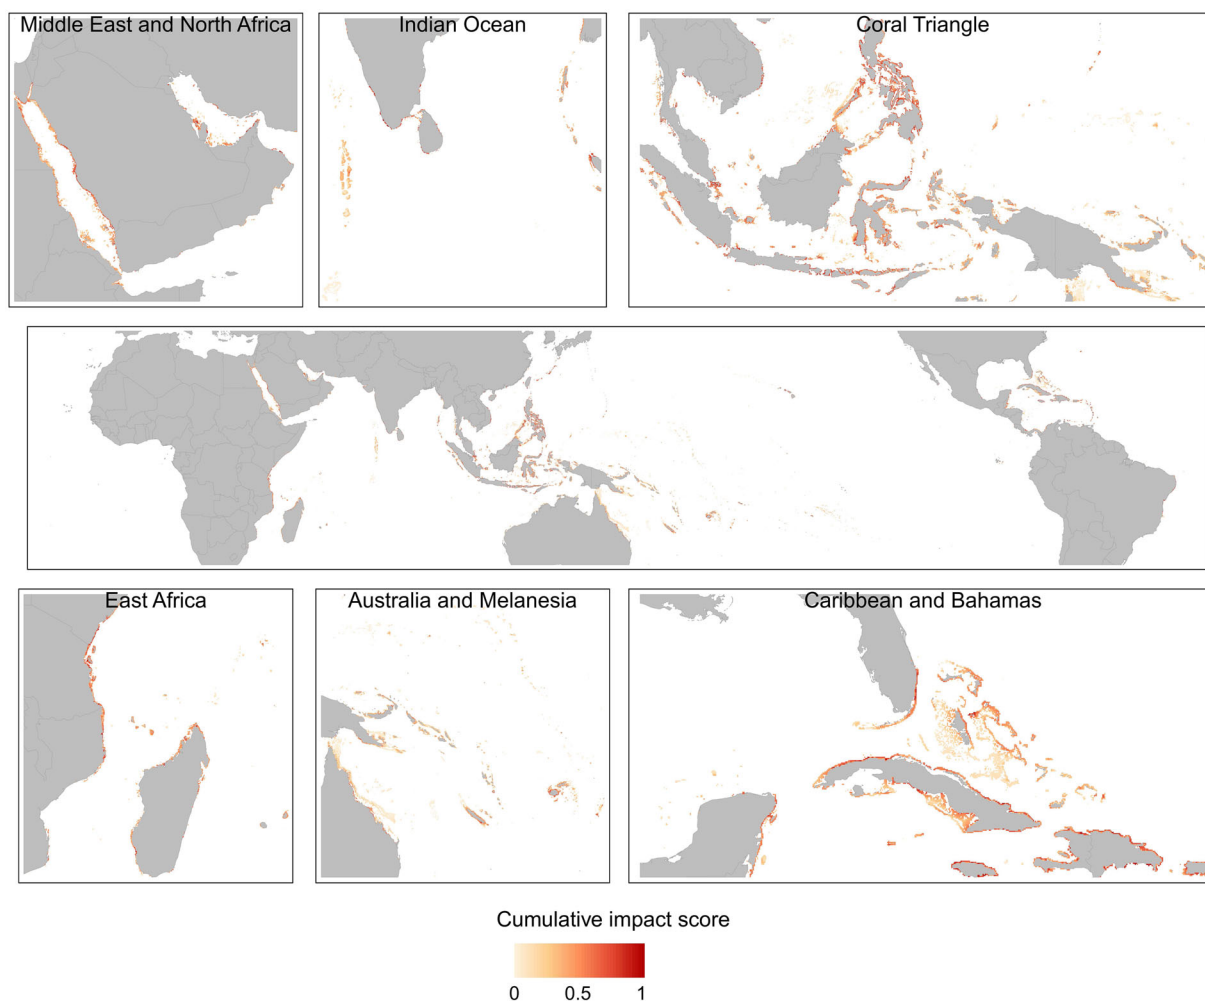 Middle East and North Africa
Indian Ocean
Coral Triangle
East Africa
Australia and Melanesia
Caribbean and Bahamas
Cumulative impact score
0 0.5 1